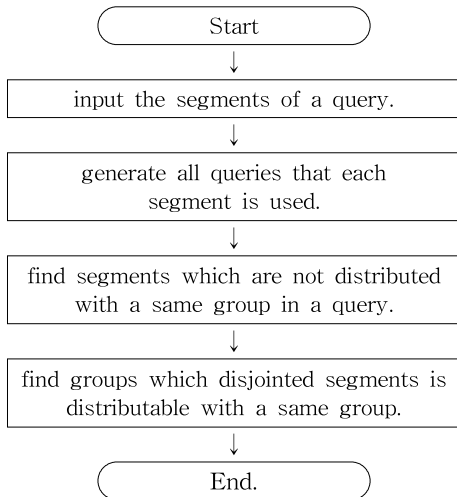 Start
input the segments of a query.
generate all queries that each
segment is used.
find segments which are not distributed
with a same group in a query.
find groups which disjointed segments is
distributable with a same group.
End.